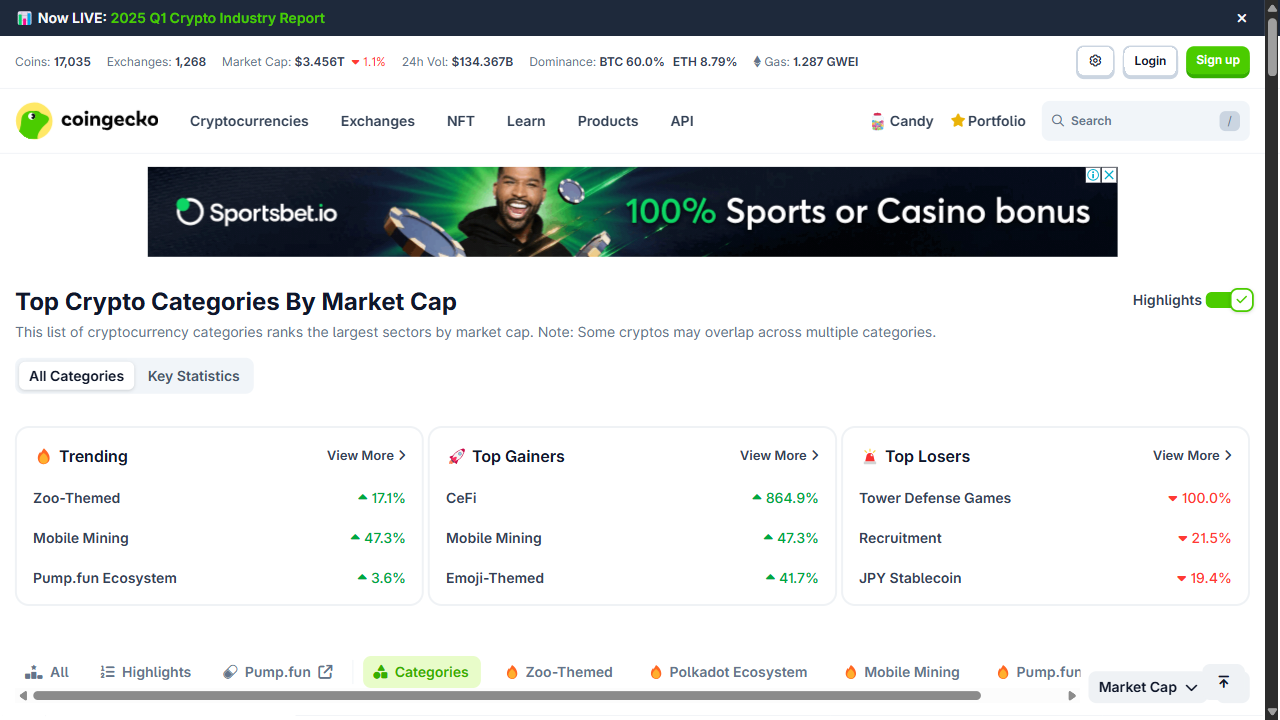 Now LIVE: 2025 Q1 Crypto Industry Report
Coins: 17,035 Exchanges: 1,268 Market Cap: $3.456T 1.1% 24h Vol: $134.367B Dominance: BTC 60.0% ETH 8.79% Gas: 1.287 GWEI
Login
Sign up
coingecko
Cryptocurrencies Exchanges NFT Learn Products API
Candy Portfolio Search /
Sportsbet.io
100% Sports or Casino bonus
Top Crypto Categories By Market Cap
Highlights
This list of cryptocurrency categories ranks the largest sectors by market cap. Note: Some cryptos may overlap across multiple categories.
All Categories Key Statistics
Trending View More
Zoo-Themed 17.1%
Mobile Mining 47.3%
Pump.fun Ecosystem 3.6%
Top Gainers View More
CeFi 864.9%
Mobile Mining 47.3%
Emoji-Themed 41.7%
Top Losers View More
Tower Defense Games 100.0%
Recruitment 21.5%
JPY Stablecoin 19.4%
All Highlights Pump.fun Categories Zoo-Themed Polkadot Ecosystem Mobile Mining Pump.fun
Market Cap